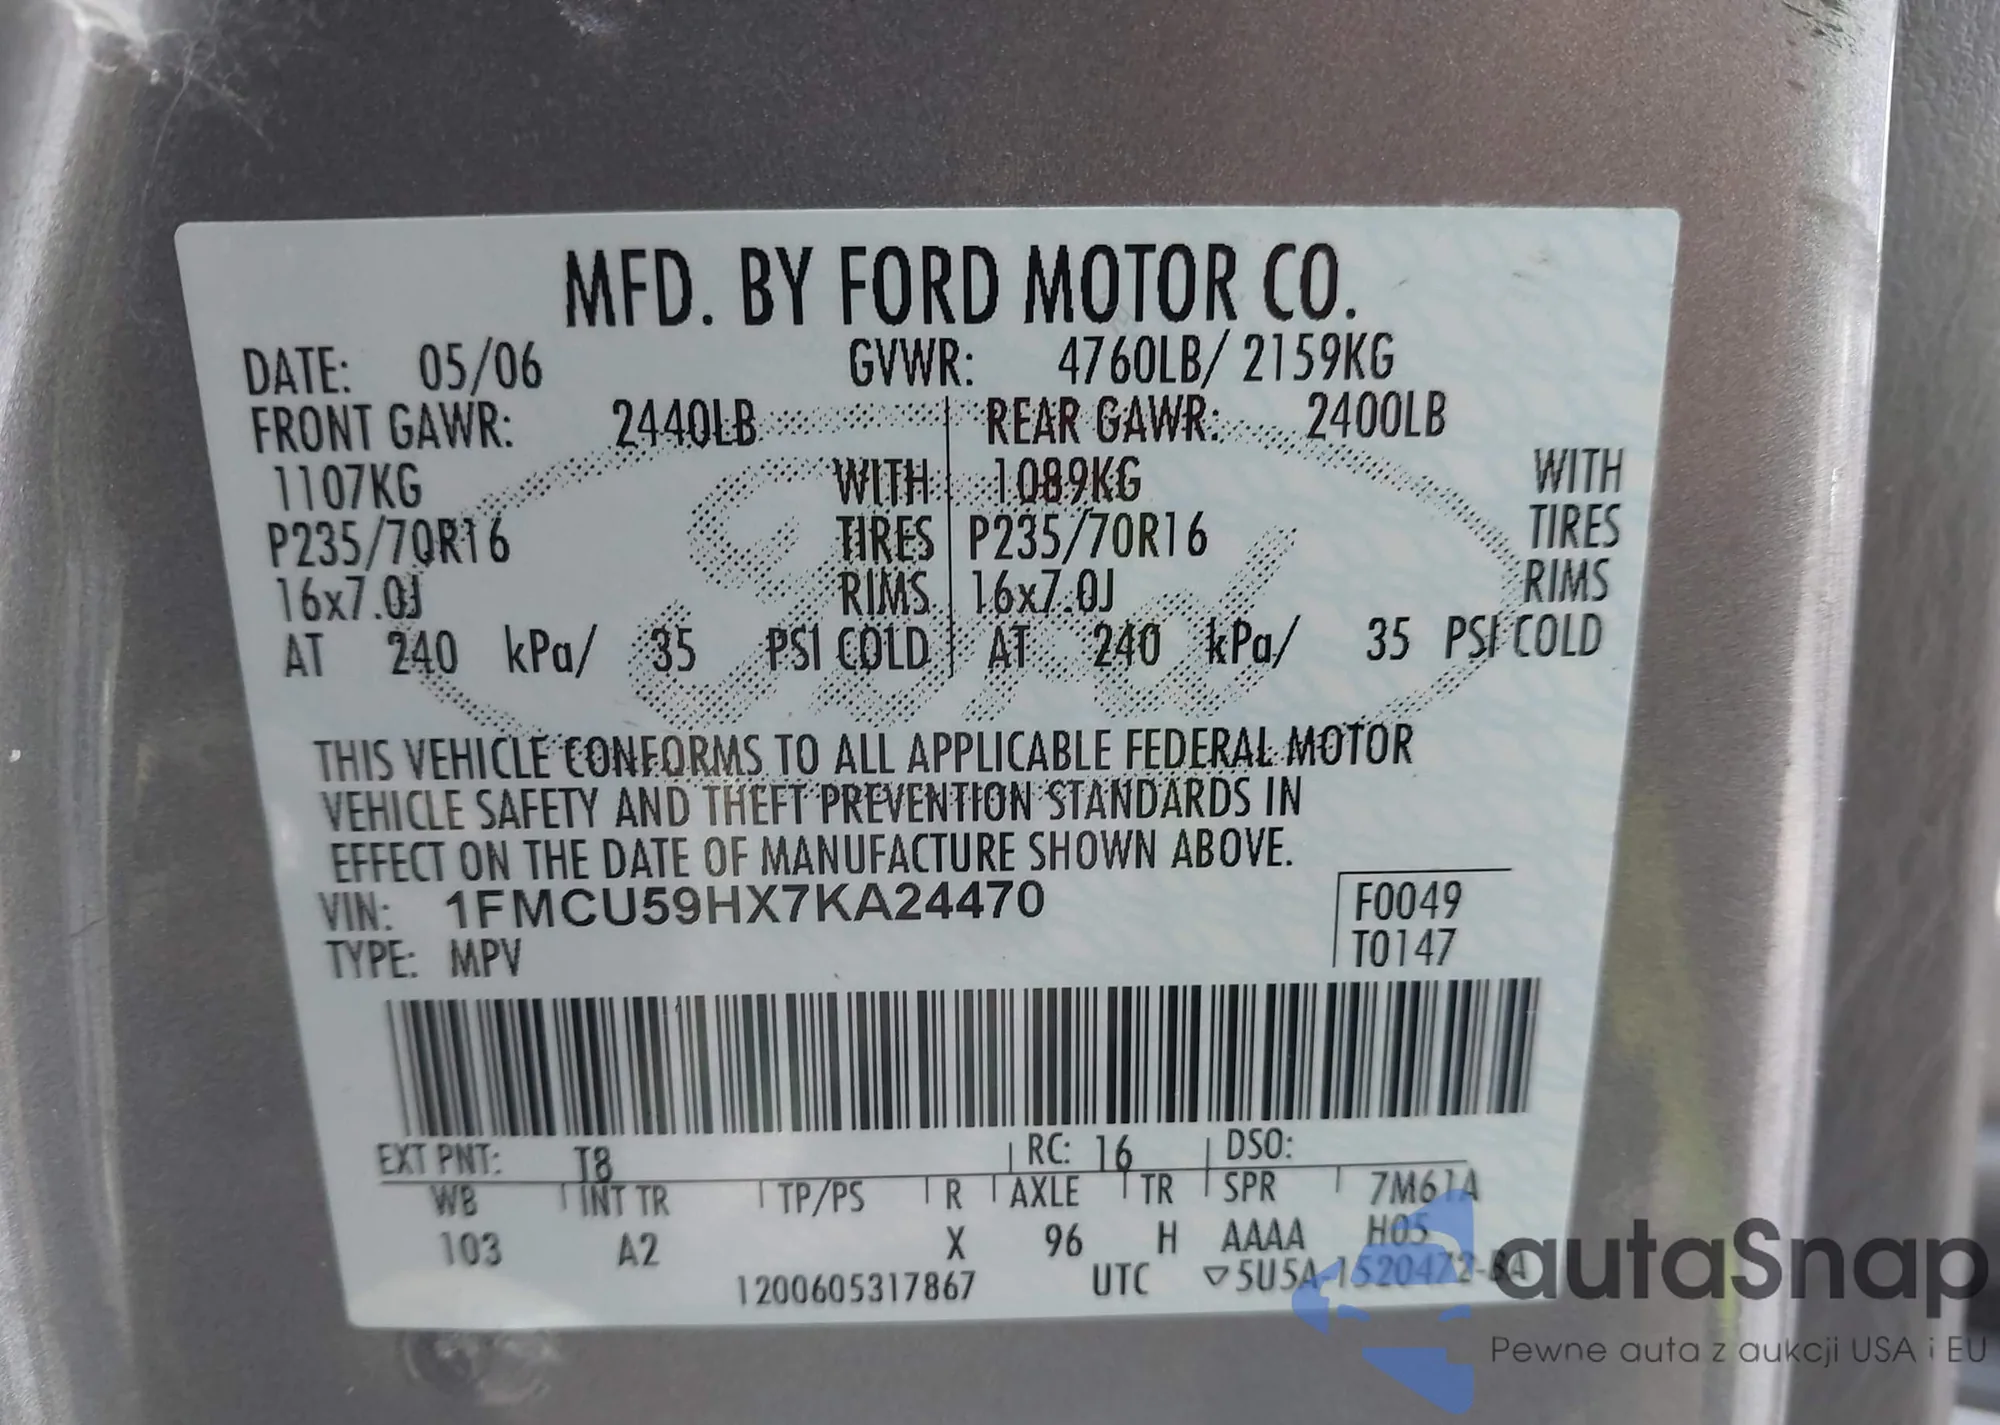 MFD. BY FORD MOTOR CO.
DATE: 05/06 GVWR: 4760LB/ 2159KG
FRONT GAWR: 2440LB REAR GAWR: 2400LB
1107KG WITH 1089KG WITH
P235/70R16 TIRES P235/70R16 TIRES
16x7.0J RIMS 16x7.0J RIMS
AT 240 kPa/ 35 PSI COLD AT 240 kPa/ 35 PSI COLD
THIS VEHICLE CONFORMS TO ALL APPLICABLE FEDERAL MOTOR
VEHICLE SAFETY AND THEFT PREVENTION STANDARDS IN
EFFECT ON THE DATE OF MANUFACTURE SHOWN ABOVE.
VIN: 1FMCU59HX7KA24470 F0049
TYPE: MPV T0147
EXT PNT: T8 RC: 16 DSO:
WB INT TR TP/PS R AXLE TR SPR 7M61A
103 A2 X 96 H AAAA H05
1200605317867 UTC ▽5U5A-1520472-BA
autaSnap
Pewne auta z aukcji USA i EU